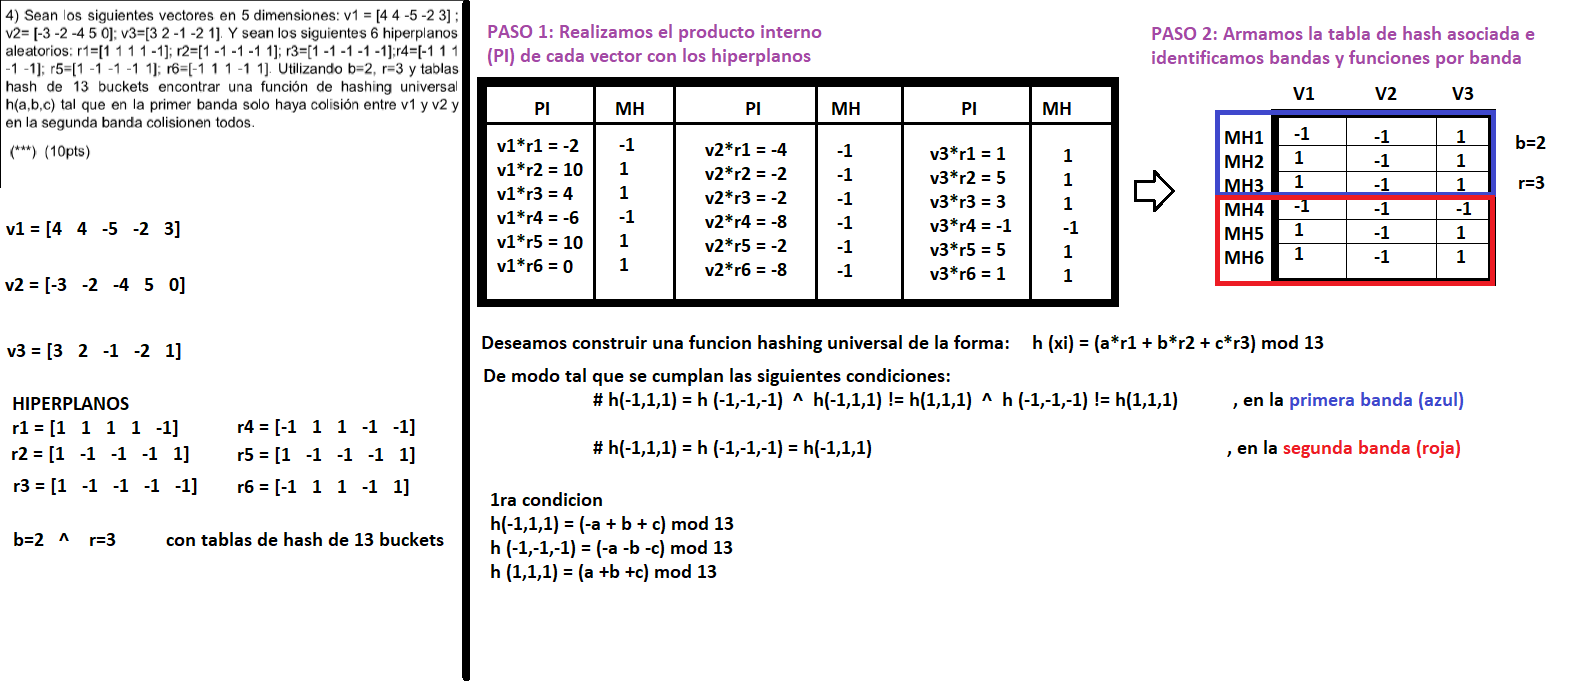 4) Sean los siguientes vectores en 5 dimensiones: v1 = [4 4 -5 -2 3] ;
v2= [-3 -2 -4 5 0]; v3=[3 2 -1 -2 1]. Y sean los siguientes 6 hiperplanos
aleatorios: r1=[1 1 1 1 -1]; r2=[1 -1 -1 -1 1]; r3=[1 -1 -1 -1 -1];r4=[-1 1 1
-1 -1]; r5=[1 -1 -1 -1 1]; r6=[-1 1 1 -1 1]. Utilizando b=2, r=3 y tablas
hash de 13 buckets encontrar una función de hashing universal
h(a,b,c) tal que en la primer banda solo haya colisión entre v1 y v2 y
en la segunda banda colisionen todos.
(***) (10pts)
v1 = [4 4 -5 -2 3]
v2 = [-3 -2 -4 5 0]
v3 = [3 2 -1 -2 1]
HIPERPLANOS
r1 = [1 1 1 1 -1] r4 = [-1 1 1 -1 -1]
r2 = [1 -1 -1 -1 1] r5 = [1 -1 -1 -1 1]
r3 = [1 -1 -1 -1 -1] r6 = [-1 1 1 -1 1]
b=2 ^ r=3 con tablas de hash de 13 buckets
PASO 1: Realizamos el producto interno
(PI) de cada vector con los hiperplanos
PI MH PI MH PI MH
v1*r1 = -2 -1 v2*r1 = -4 -1 v3*r1 = 1 1
v1*r2 = 10 1 v2*r2 = -2 -1 v3*r2 = 5 1
v1*r3 = 4 1 v2*r3 = -2 -1 v3*r3 = 3 1
v1*r4 = -6 -1 v2*r4 = -8 -1 v3*r4 = -1 -1
v1*r5 = 10 1 v2*r5 = -2 -1 v3*r5 = 5 1
v1*r6 = 0 1 v2*r6 = -8 -1 v3*r6 = 1 1
PASO 2: Armamos la tabla de hash asociada e
identificamos bandas y funciones por banda
V1 V2 V3
MH1 -1 -1 1
MH2 1 -1 1
MH3 1 -1 1
MH4 -1 -1 -1
MH5 1 -1 1
MH6 1 -1 1
b=2
r=3
Deseamos construir una funcion hashing universal de la forma: h (xi) = (a*r1 + b*r2 + c*r3) mod 13
De modo tal que se cumplan las siguientes condiciones:
# h(-1,1,1) = h (-1,-1,-1) ^ h(-1,1,1) != h(1,1,1) ^ h (-1,-1,-1) != h(1,1,1) , en la primera banda (azul)
# h(-1,1,1) = h (-1,-1,-1) = h(-1,1,1) , en la segunda banda (roja)
1ra condicion
h(-1,1,1) = (-a + b + c) mod 13
h (-1,-1,-1) = (-a -b -c) mod 13
h (1,1,1) = (a +b +c) mod 13